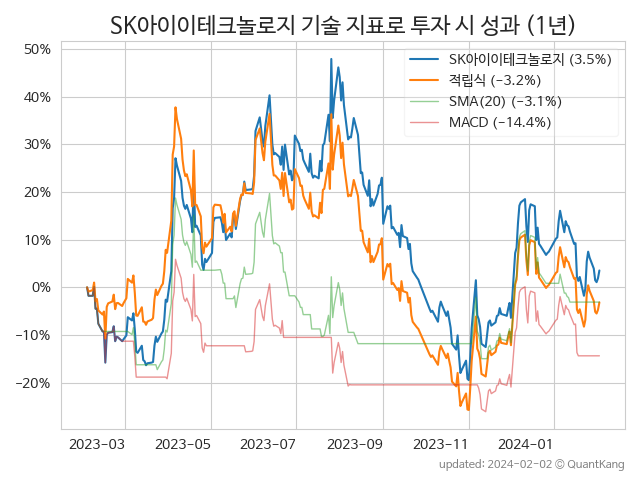 SK아이이테크놀로지 기술 지표로 투자 시 성과 (1년)
SK아이이테크놀로지 (3.5%)
적립식 (−3.2%)
SMA(20) (−3.1%)
MACD (−14.4%)
50%
40%
30%
20%
10%
0%
−10%
−20%
2023-03 2023-05 2023-07 2023-09 2023-11 2024-01
updated: 2024-02-02 © QuantKang